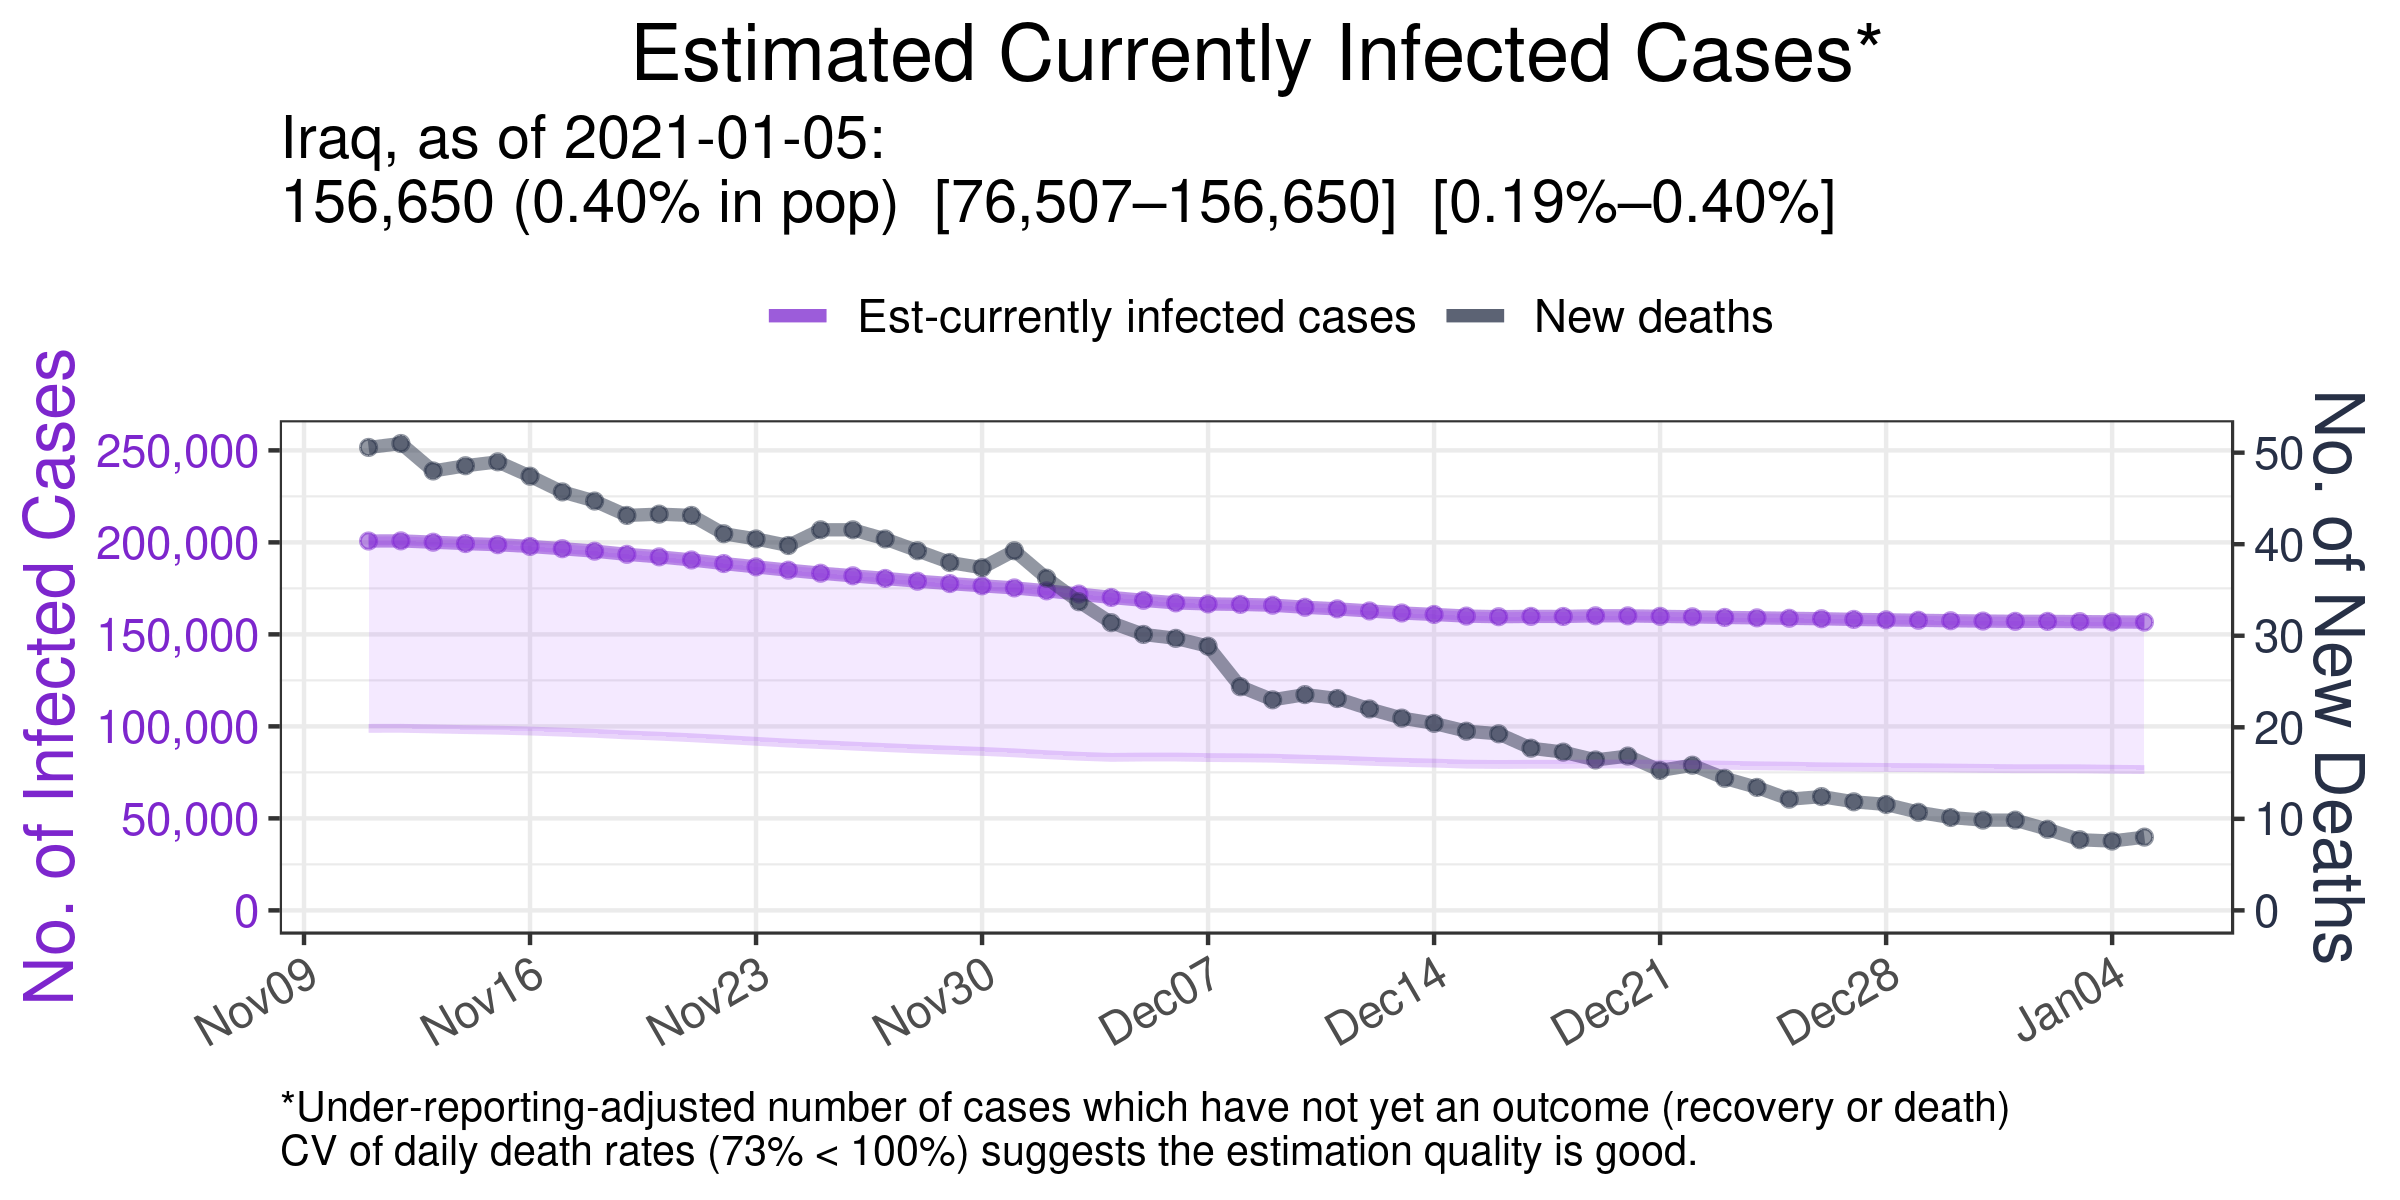 Estimated Currently Infected Cases*
Iraq, as of 2021-01-05:
156,650 (0.40% in pop)  [76,507–156,650]  [0.19%–0.40%]
Est-currently infected cases
New deaths
No. of Infected Cases
250,000
200,000
150,000
100,000
50,000
0
50
40
30
20
10
0
No. of New Deaths
Nov09
Nov16
Nov23
Nov30
Dec07
Dec14
Dec21
Dec28
Jan04
*Under-reporting-adjusted number of cases which have not yet an outcome (recovery or death)
CV of daily death rates (73% < 100%) suggests the estimation quality is good.